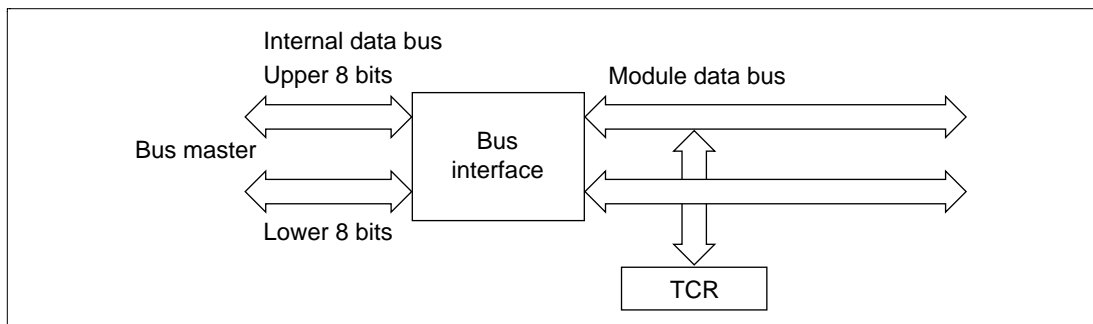 Internal data bus
Upper 8 bits
Module data bus
Bus master
Bus
interface
Lower 8 bits
TCR